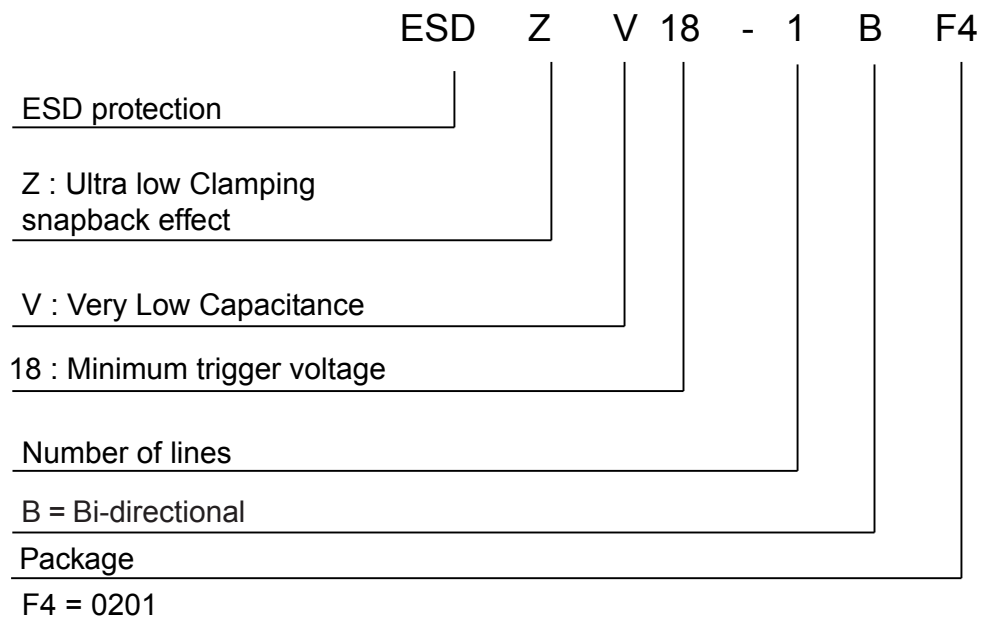 ESD Z V 18 - 1 B F4
ESD protection
Z : Ultra low Clamping
snapback effect
V : Very Low Capacitance
18 : Minimum trigger voltage
Number of lines
B = Bi-directional
Package
F4 = 0201